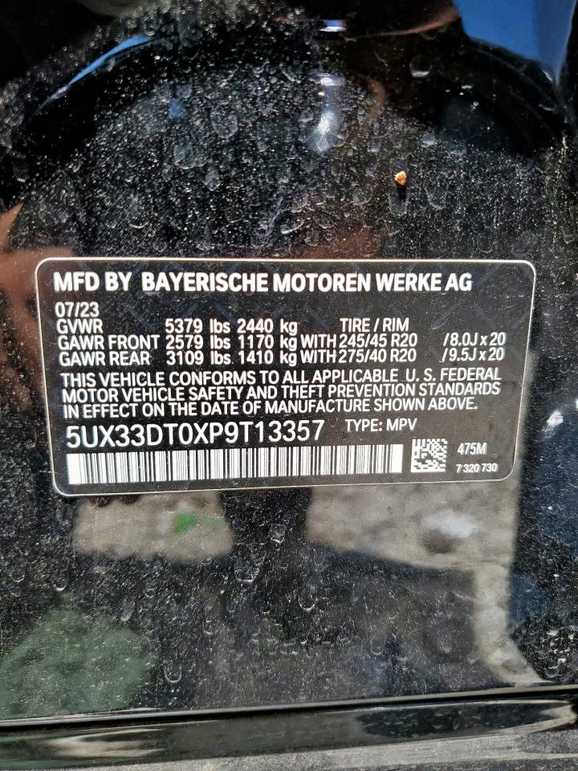 MFD BY BAYERISCHE MOTOREN WERKE AG
07/23
GVWR 5379 lbs 2440 kg TIRE / RIM
GAWR FRONT 2579 lbs 1170 kg WITH 245/45 R20 /8.0J x 20
GAWR REAR 3109 lbs 1410 kg WITH 275/40 R20 /9.5J x 20
THIS VEHICLE CONFORMS TO ALL APPLICABLE U. S. FEDERAL
MOTOR VEHICLE SAFETY AND THEFT PREVENTION STANDARDS
IN EFFECT ON THE DATE OF MANUFACTURE SHOWN ABOVE.
5UX33DT0XP9T13357 TYPE: MPV
475M
7 320 730